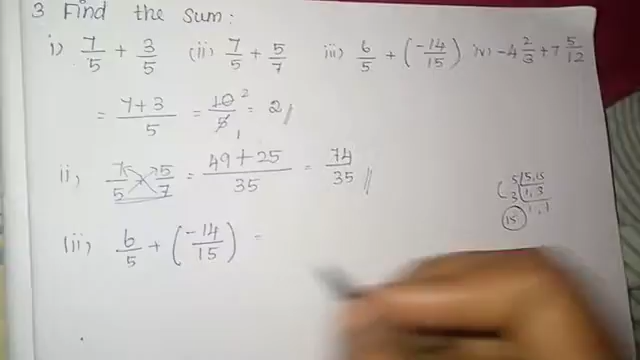 3 Find the sum:
i) 7/5 + 3/5 (ii) 7/5 + 5/7 iii) 6/5 + (-14/15) iv) -4 2/3 + 7 5/12
= 7+3/5 = 10/5 2 1 = 2 //
ii, 7/5 + 5/7 = 49+25/35 = 74/35 //
5 | 5, 15
3 | 1, 3
1, 1
15
(iii) 6/5 + (-14/15) =